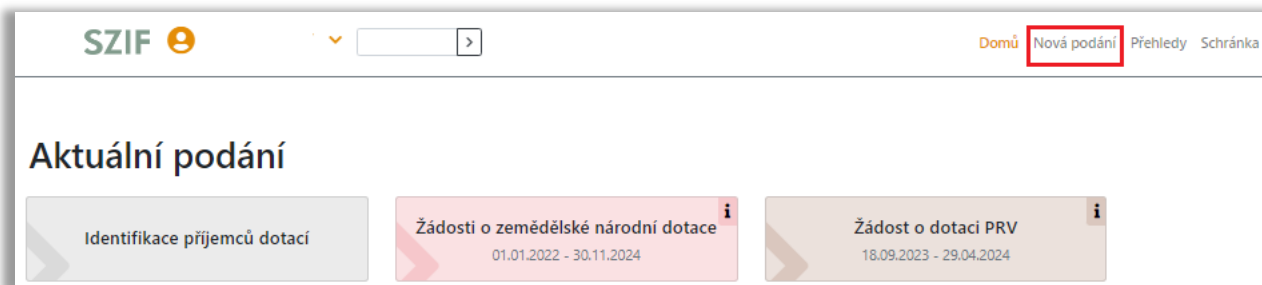 SZIF
Domů Nová podání Přehledy Schránka
Aktuální podání
Identifikace příjemců dotací
Žádosti o zemědělské národní dotace
01.01.2022 - 30.11.2024
Žádost o dotaci PRV
18.09.2023 - 29.04.2024